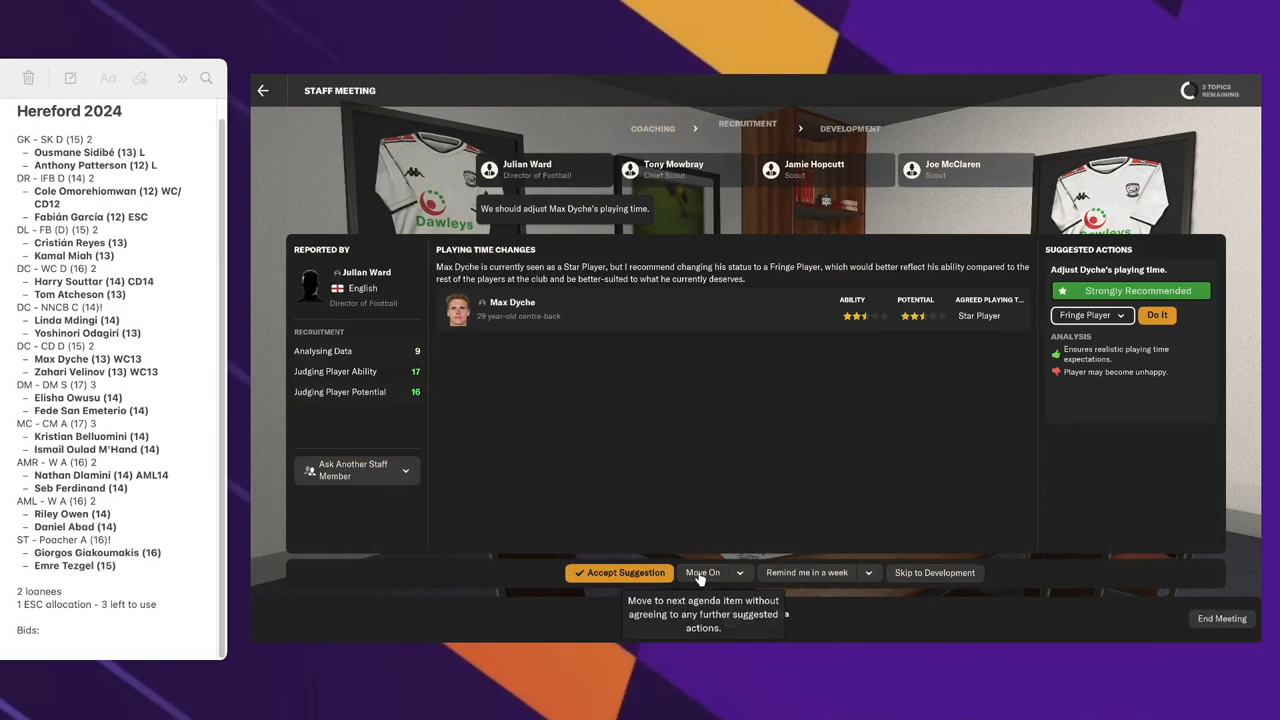 Aa
»
Hereford 2024
GK - SK D (15) 2
– Ousmane Sidibé (13) L
– Anthony Patterson (12) L
DR - IFB D (14) 2
– Cole Omorehiomwan (12) WC/
CD12
– Fabián García (12) ESC
DL - FB (D) (15) 2
– Cristián Reyes (13)
– Kamal Miah (13)
DC - WC D (16) 2
– Harry Souttar (14) CD14
– Tom Atcheson (13)
DC - NNCB C (14)!
– Linda Mdingi (14)
– Yoshinori Odagiri (13)
DC - CD D (15) 2
– Max Dyche (13) WC13
– Zahari Velinov (13) WC13
DM - DM S (17) 3
– Elisha Owusu (14)
– Fede San Emeterio (14)
MC - CM A (17) 3
– Kristian Belluomini (14)
– Ismail Oulad M'Hand (14)
AMR - W A (16) 2
– Nathan Dlamini (14) AML14
– Seb Ferdinand (14)
AML - W A (16) 2
– Riley Owen (14)
– Daniel Abad (14)
ST - Poacher A (16)!
– Giorgos Giakoumakis (16)
– Emre Tezgel (15)
2 loanees
1 ESC allocation - 3 left to use
Bids:
STAFF MEETING
3 TOPICS
REMAINING
COACHING
RECRUITMENT
DEVELOPMENT
Julian Ward
Director of Football
Tony Mowbray
Chief Scout
Jamie Hopcutt
Scout
Joe McClaren
Scout
We should adjust Max Dyche's playing time.
Dawleys
Dawleys
REPORTED BY
Julian Ward
English
Director of Football
RECRUITMENT
Analysing Data 9
Judging Player Ability 17
Judging Player Potential 16
Ask Another Staff
Member
PLAYING TIME CHANGES
Max Dyche is currently seen as a Star Player, but I recommend changing his status to a Fringe Player, which would better reflect his ability compared to the
rest of the players at the club and be better-suited to what he currently deserves.
Max Dyche
29 year-old centre-back
ABILITY POTENTIAL AGREED PLAYING T...
Star Player
SUGGESTED ACTIONS
Adjust Dyche's playing time.
Strongly Recommended
Fringe Player Do It
ANALYSIS
Ensures realistic playing time
expectations.
Player may become unhappy.
Accept Suggestion Move On Remind me in a week Skip to Development
Move to next agenda item without
agreeing to any further suggested
actions.
End Meeting